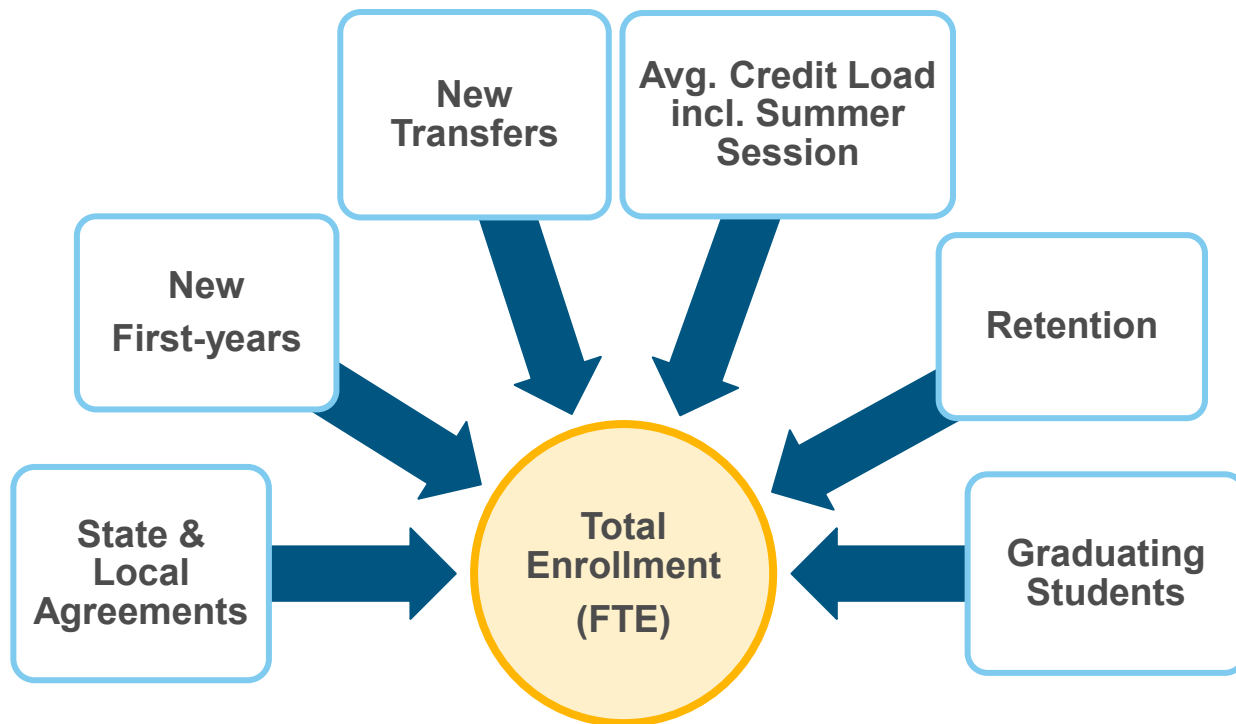 New
Transfers
Avg. Credit Load
incl. Summer
Session
New
First-years
Retention
State &
Local
Agreements
Total
Enrollment
(FTE)
Graduating
Students